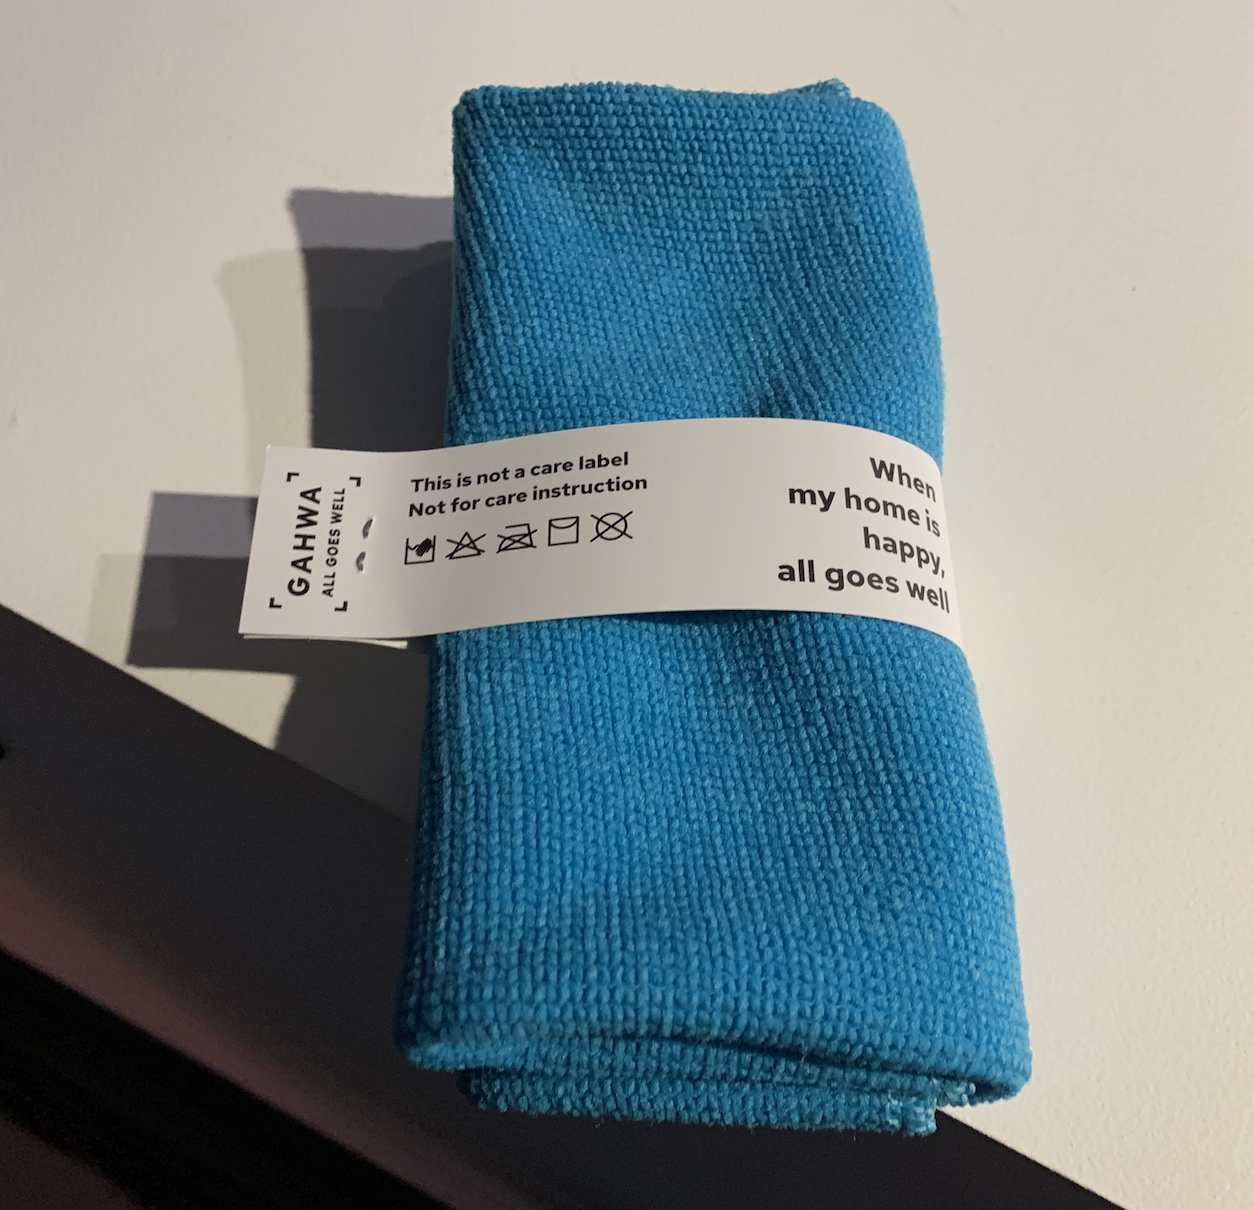 GAHWA
ALL GOES WELL
This is not a care label
Not for care instruction
When
my home is
happy,
all goes well